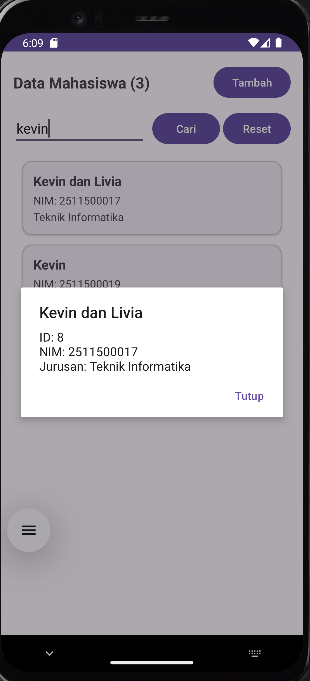 6:09
Data Mahasiswa (3)
Tambah
kevin
Cari
Reset
Kevin dan Livia
NIM: 2511500017
Teknik Informatika
Kevin
NIM: 2511500019
Kevin dan Livia
ID: 8
NIM: 2511500017
Jurusan: Teknik Informatika
Tutup